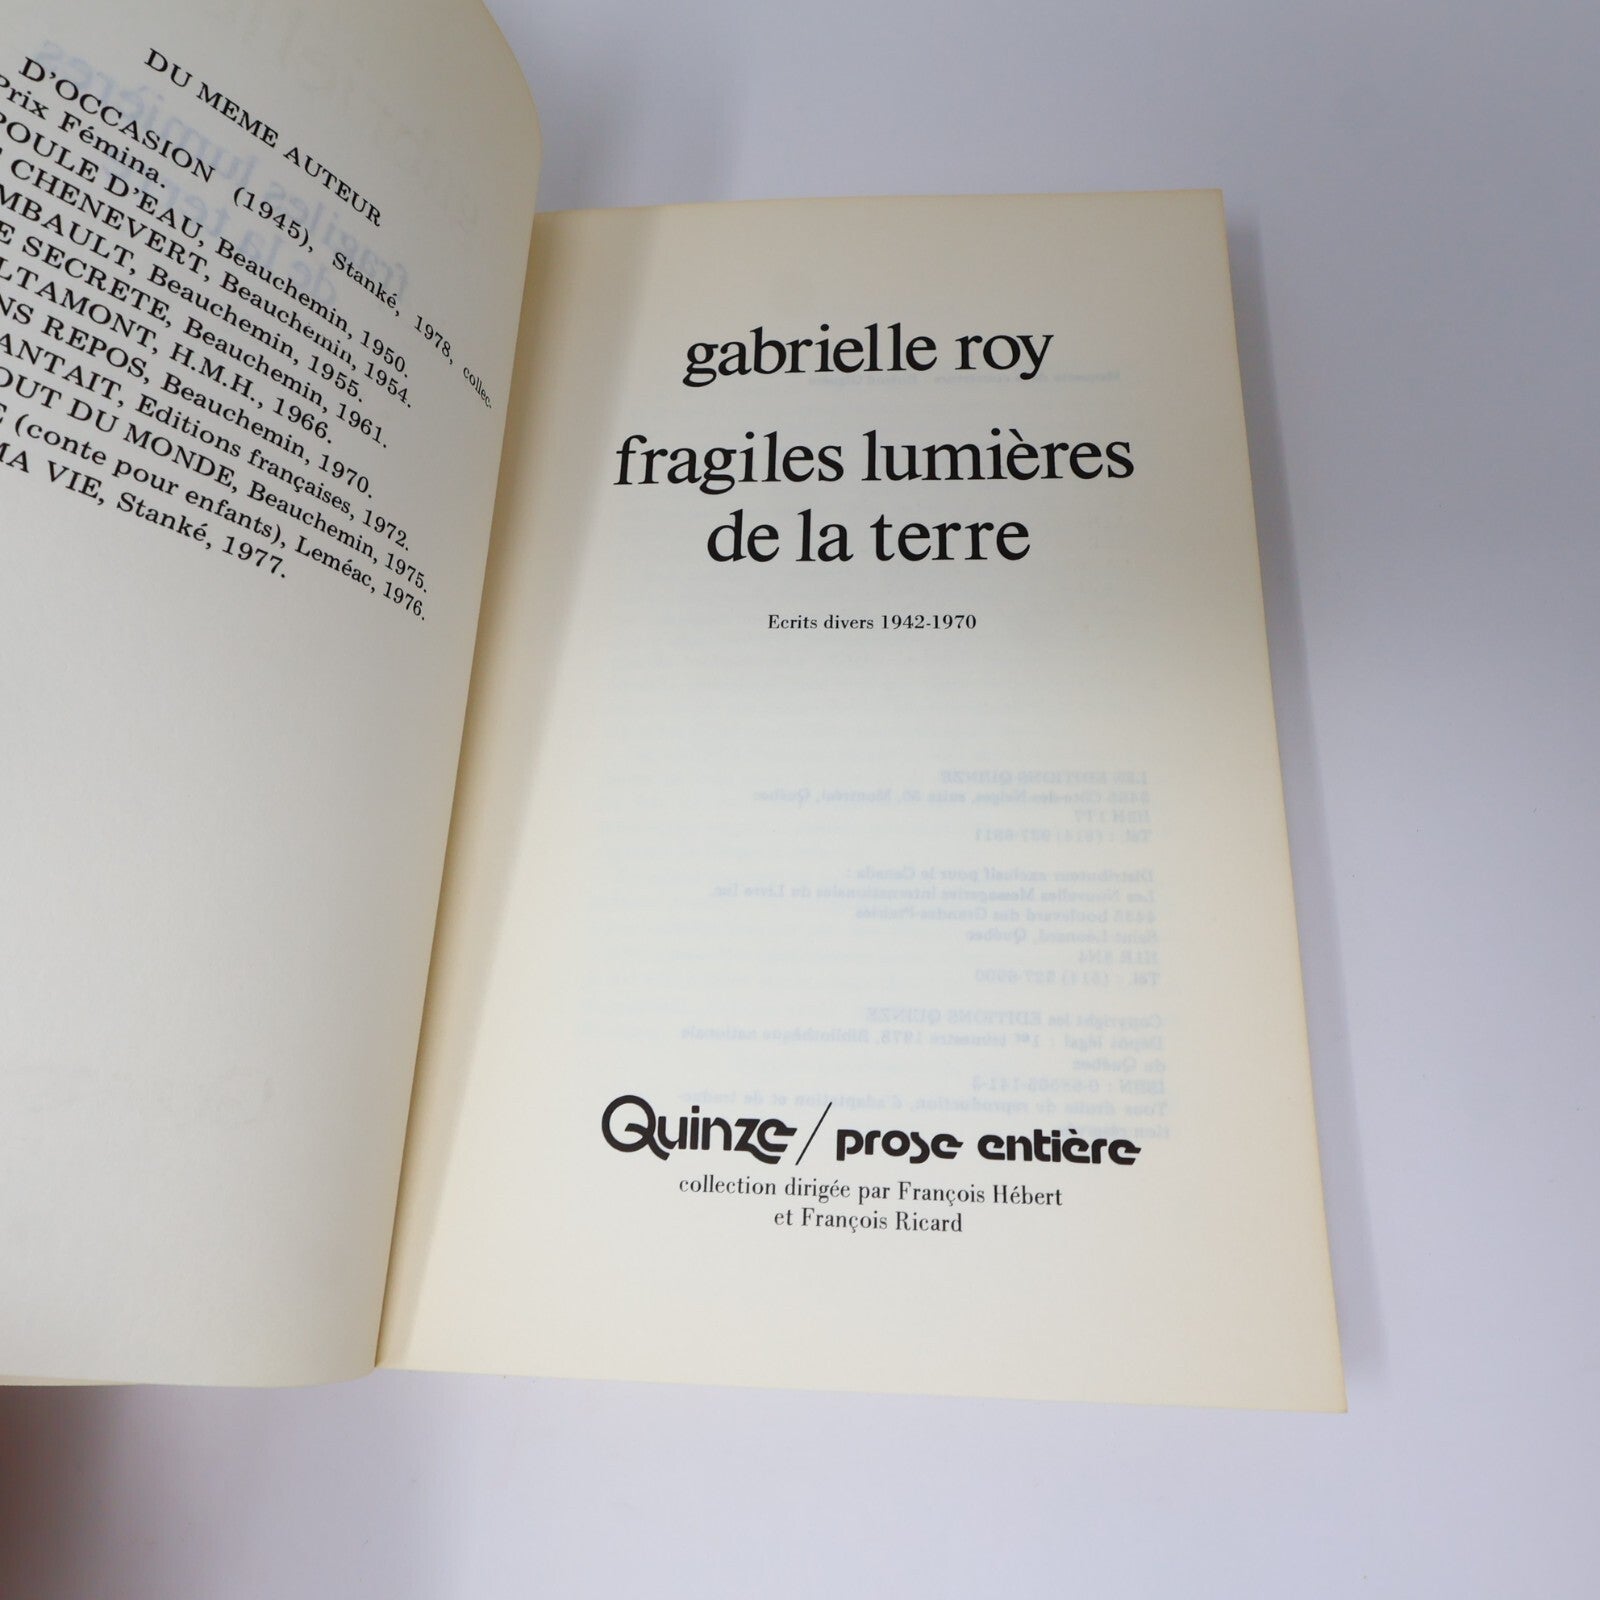 DU MEME AUTEUR
D'OCCASION (1945), Stanké, 1978, collec-
Prix Fémina.
POULE D'EAU, Beauchemin, 1950.
CHENEVERT, Beauchemin, 1954.
MBAULT, Beauchemin, 1955.
E SECRETE, Beauchemin, 1961.
LTAMONT, H.M.H., 1966.
NS REPOS, Beauchemin, 1970.
ANTAIT, Editions françaises, 1972.
OUT DU MONDE, Beauchemin, 1975.
E (conte pour enfants), Leméac, 1976.
MA VIE, Stanké, 1977.
gabrielle roy
fragiles lumières
de la terre
Ecrits divers 1942-1970
Quinze/prose entière
collection dirigée par François Hébert
et François Ricard